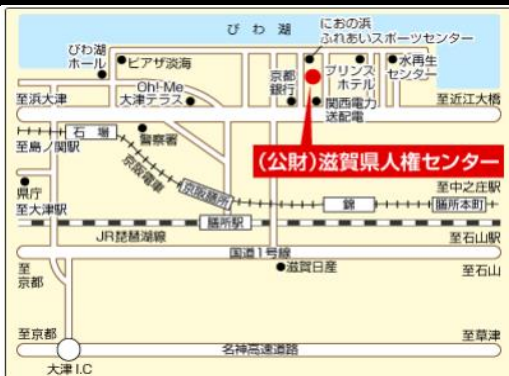 びわ湖
におの浜
ふれあいスポーツセンター
びわ湖
ホール
ピアザ淡海
Oh!Me
大津テラス
京都
銀行
プリンス
ホテル
水再生
センター
関西電力
送配電
至浜大津
至近江大橋
石場
警察署
至島ノ関駅
京阪電車
(公財)滋賀県人権センター
県庁
京阪膳所
錦
至中之庄駅
膳所本町
至大津駅
膳所駅
JR琵琶湖線
至石山駅
国道1号線
至
京都
滋賀日産
至石山
至京都
名神高速道路
至草津
大津I.C